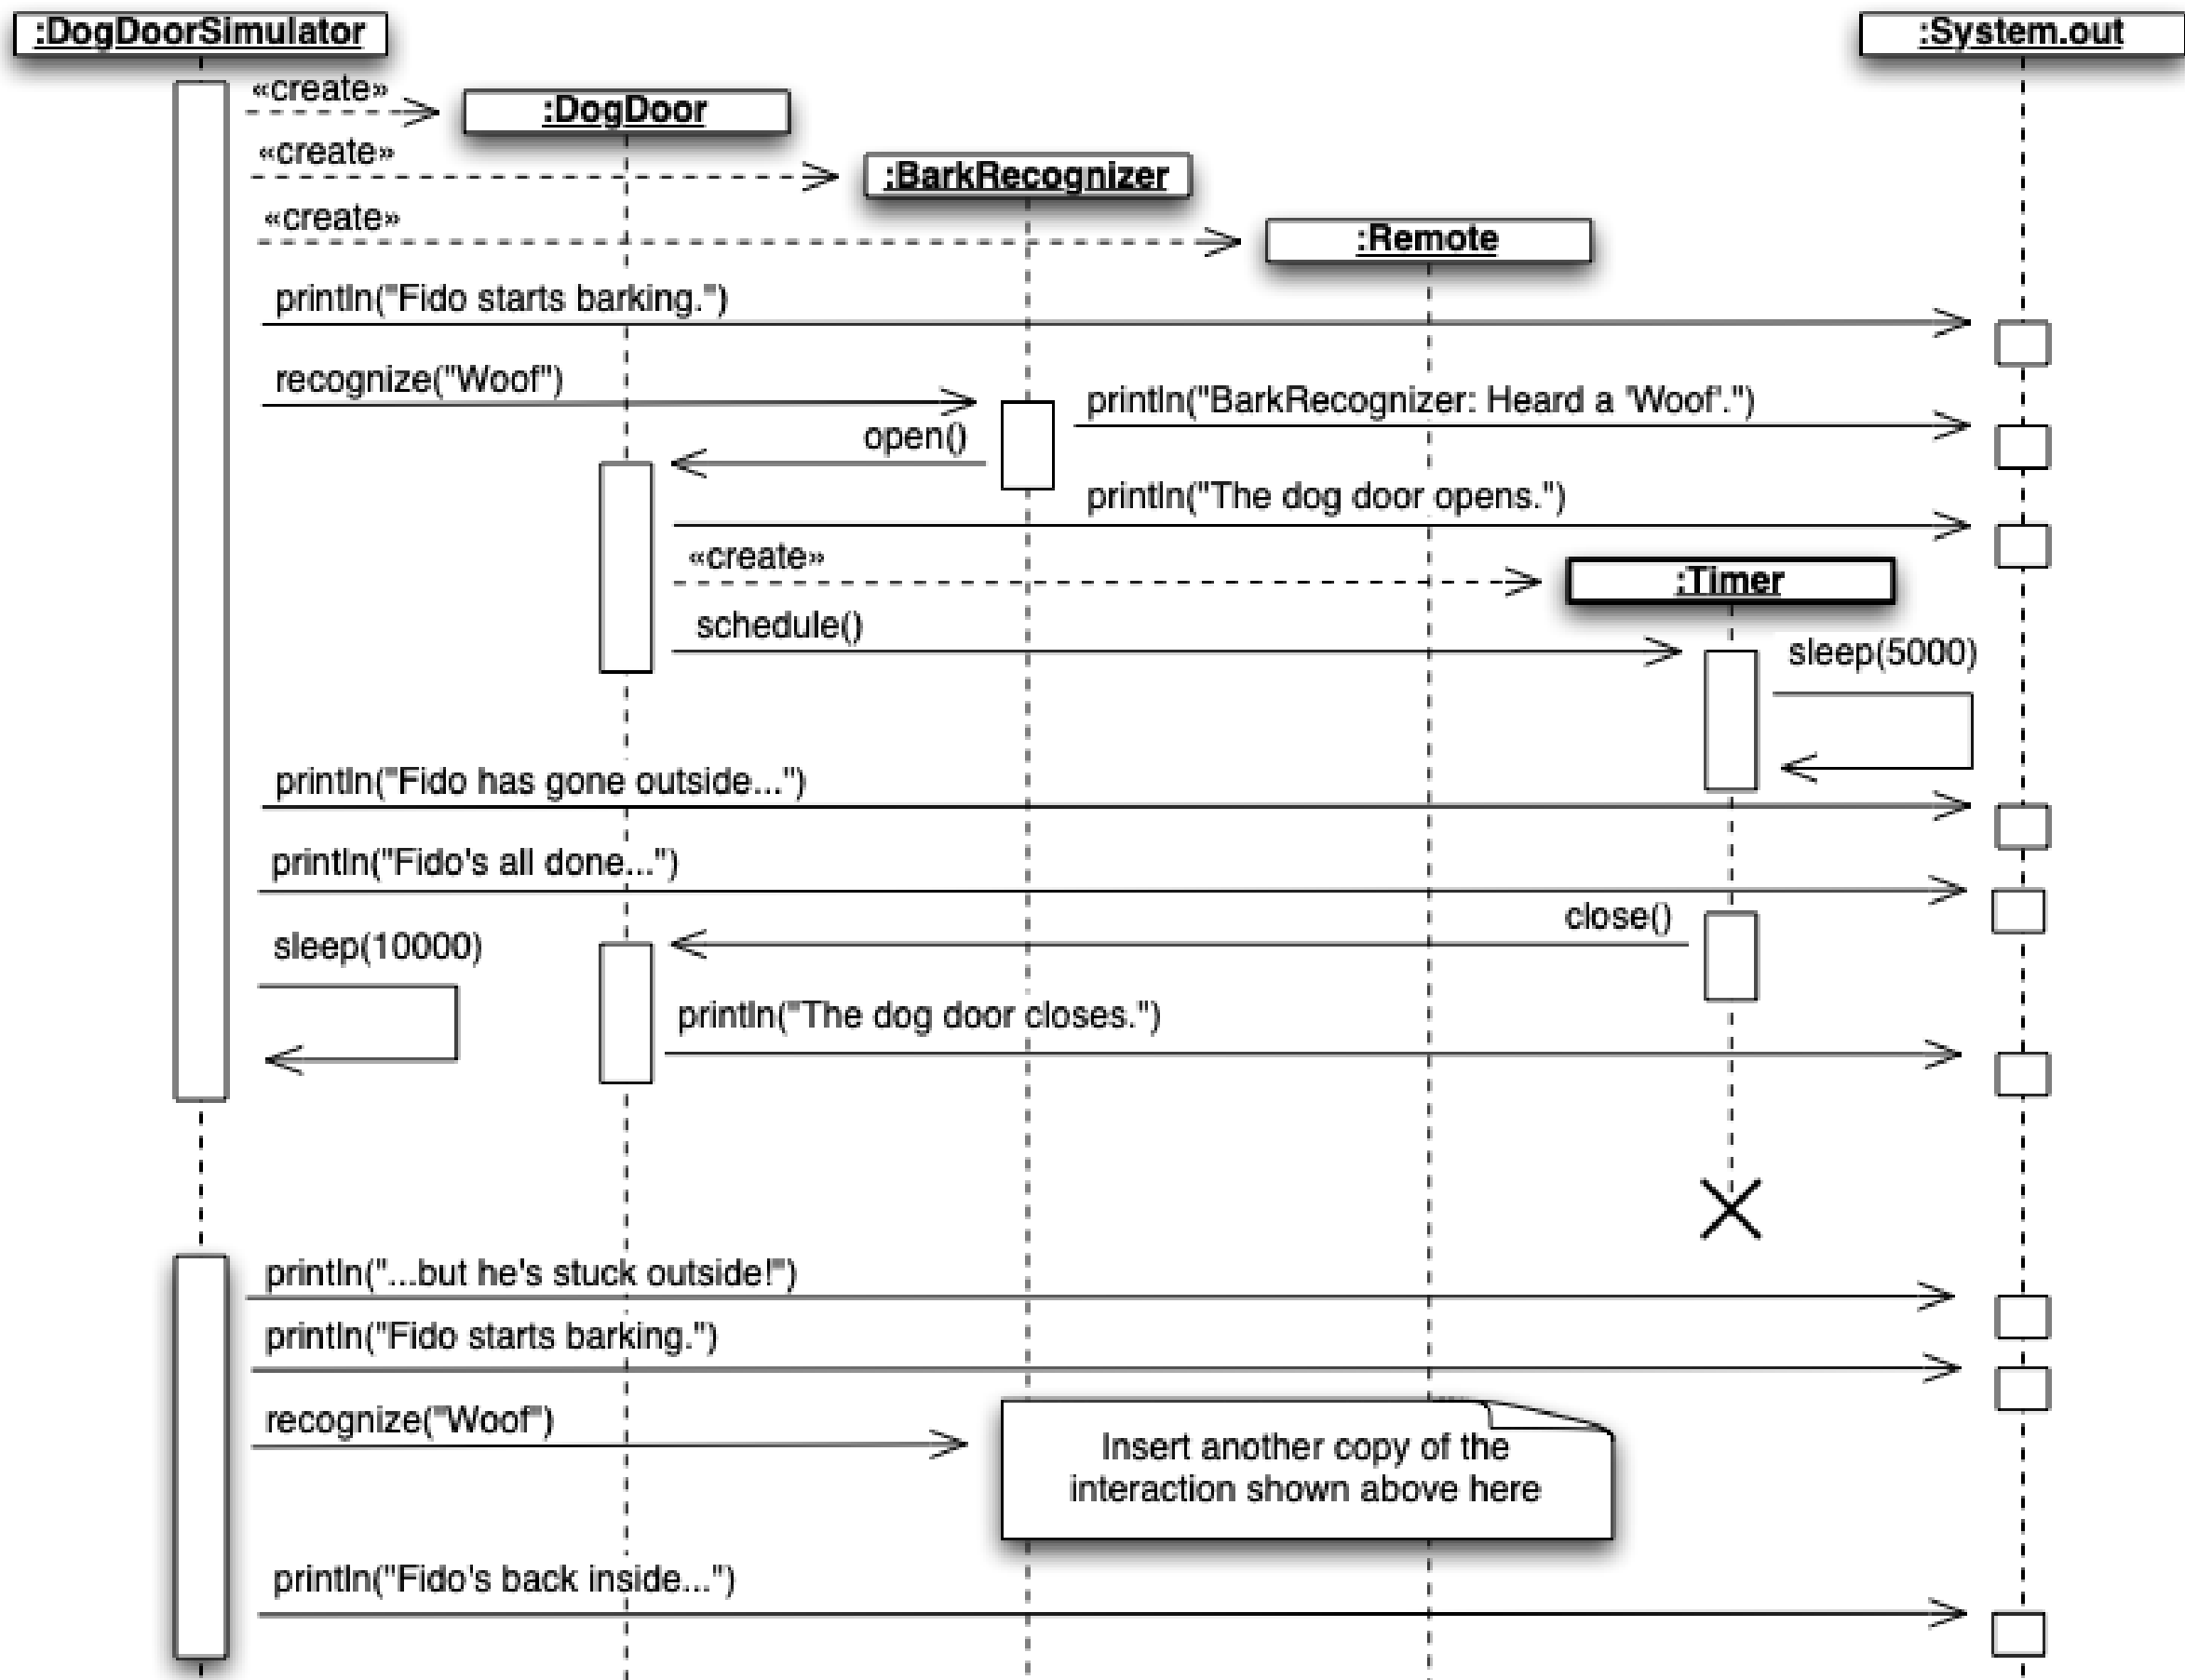 :DogDoorSimulator
:System.out
«create»
:DogDoor
«create»
:BarkRecognizer
«create»
:Remote
println("Fido starts barking.")
recognize("Woof")
println("BarkRecognizer: Heard a 'Woof'.")
open()
println("The dog door opens.")
«create»
:Timer
schedule()
sleep(5000)
println("Fido has gone outside...")
println("Fido's all done...")
close()
sleep(10000)
println("The dog door closes.")
println("...but he's stuck outside!")
println("Fido starts barking.")
recognize("Woof")
Insert another copy of the
interaction shown above here
println("Fido's back inside...")